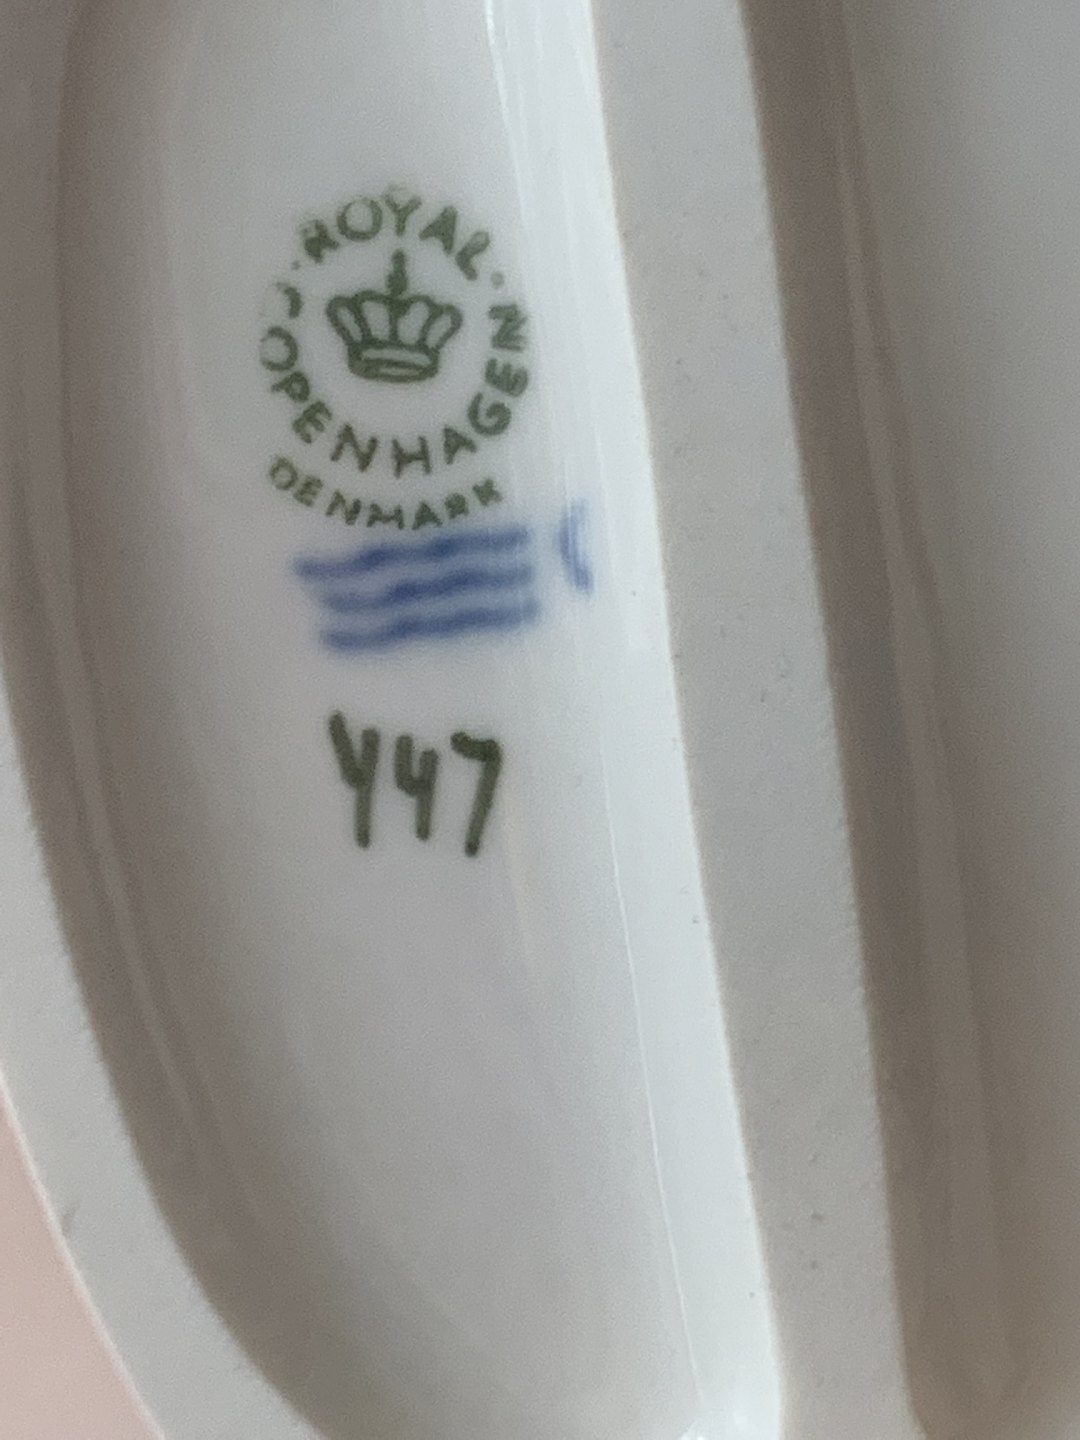 ROYAL
COPENHAGEN
DENMARK
447